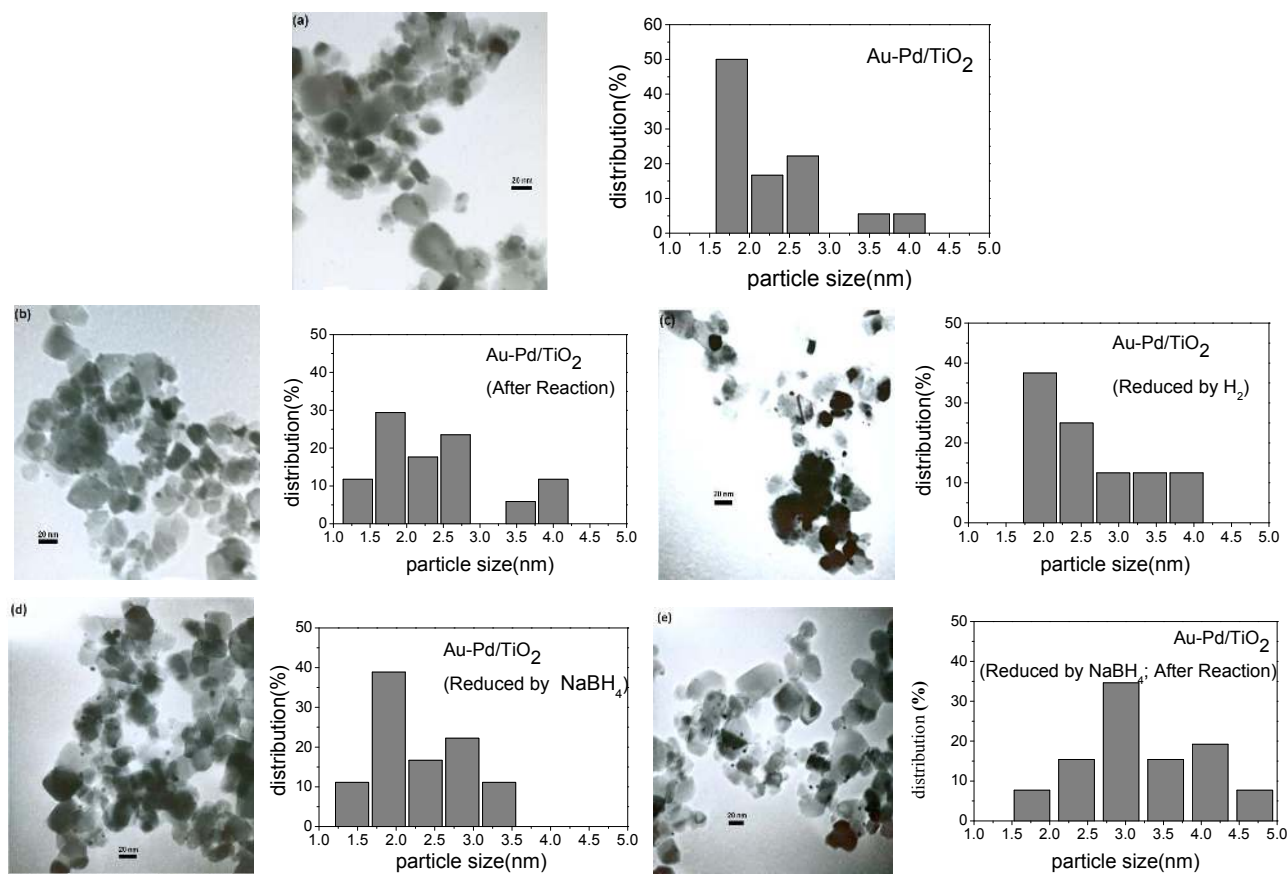 (a)
20 nm
60
50
40
30
20
10
0
distribution(%)
Au-Pd/TiO2
1.0 1.5 2.0 2.5 3.0 3.5 4.0 4.5 5.0
particle size(nm)
(b)
20 nm
50
40
30
20
10
0
distribution(%)
Au-Pd/TiO2
(After Reaction)
1.0 1.5 2.0 2.5 3.0 3.5 4.0 4.5 5.0
particle size(nm)
(c)
20 nm
50
40
30
20
10
0
distribution(%)
Au-Pd/TiO2
(Reduced by H2)
1.0 1.5 2.0 2.5 3.0 3.5 4.0 4.5 5.0
particle size(nm)
(d)
20 nm
50
40
30
20
10
0
distribution(%)
Au-Pd/TiO2
(Reduced by NaBH4)
1.0 1.5 2.0 2.5 3.0 3.5 4.0 4.5 5.0
particle size(nm)
(e)
20 nm
50
40
30
20
10
0
distribution (%)
Au-Pd/TiO2
(Reduced by NaBH4; After Reaction)
1.0 1.5 2.0 2.5 3.0 3.5 4.0 4.5 5.0
particle size(nm)